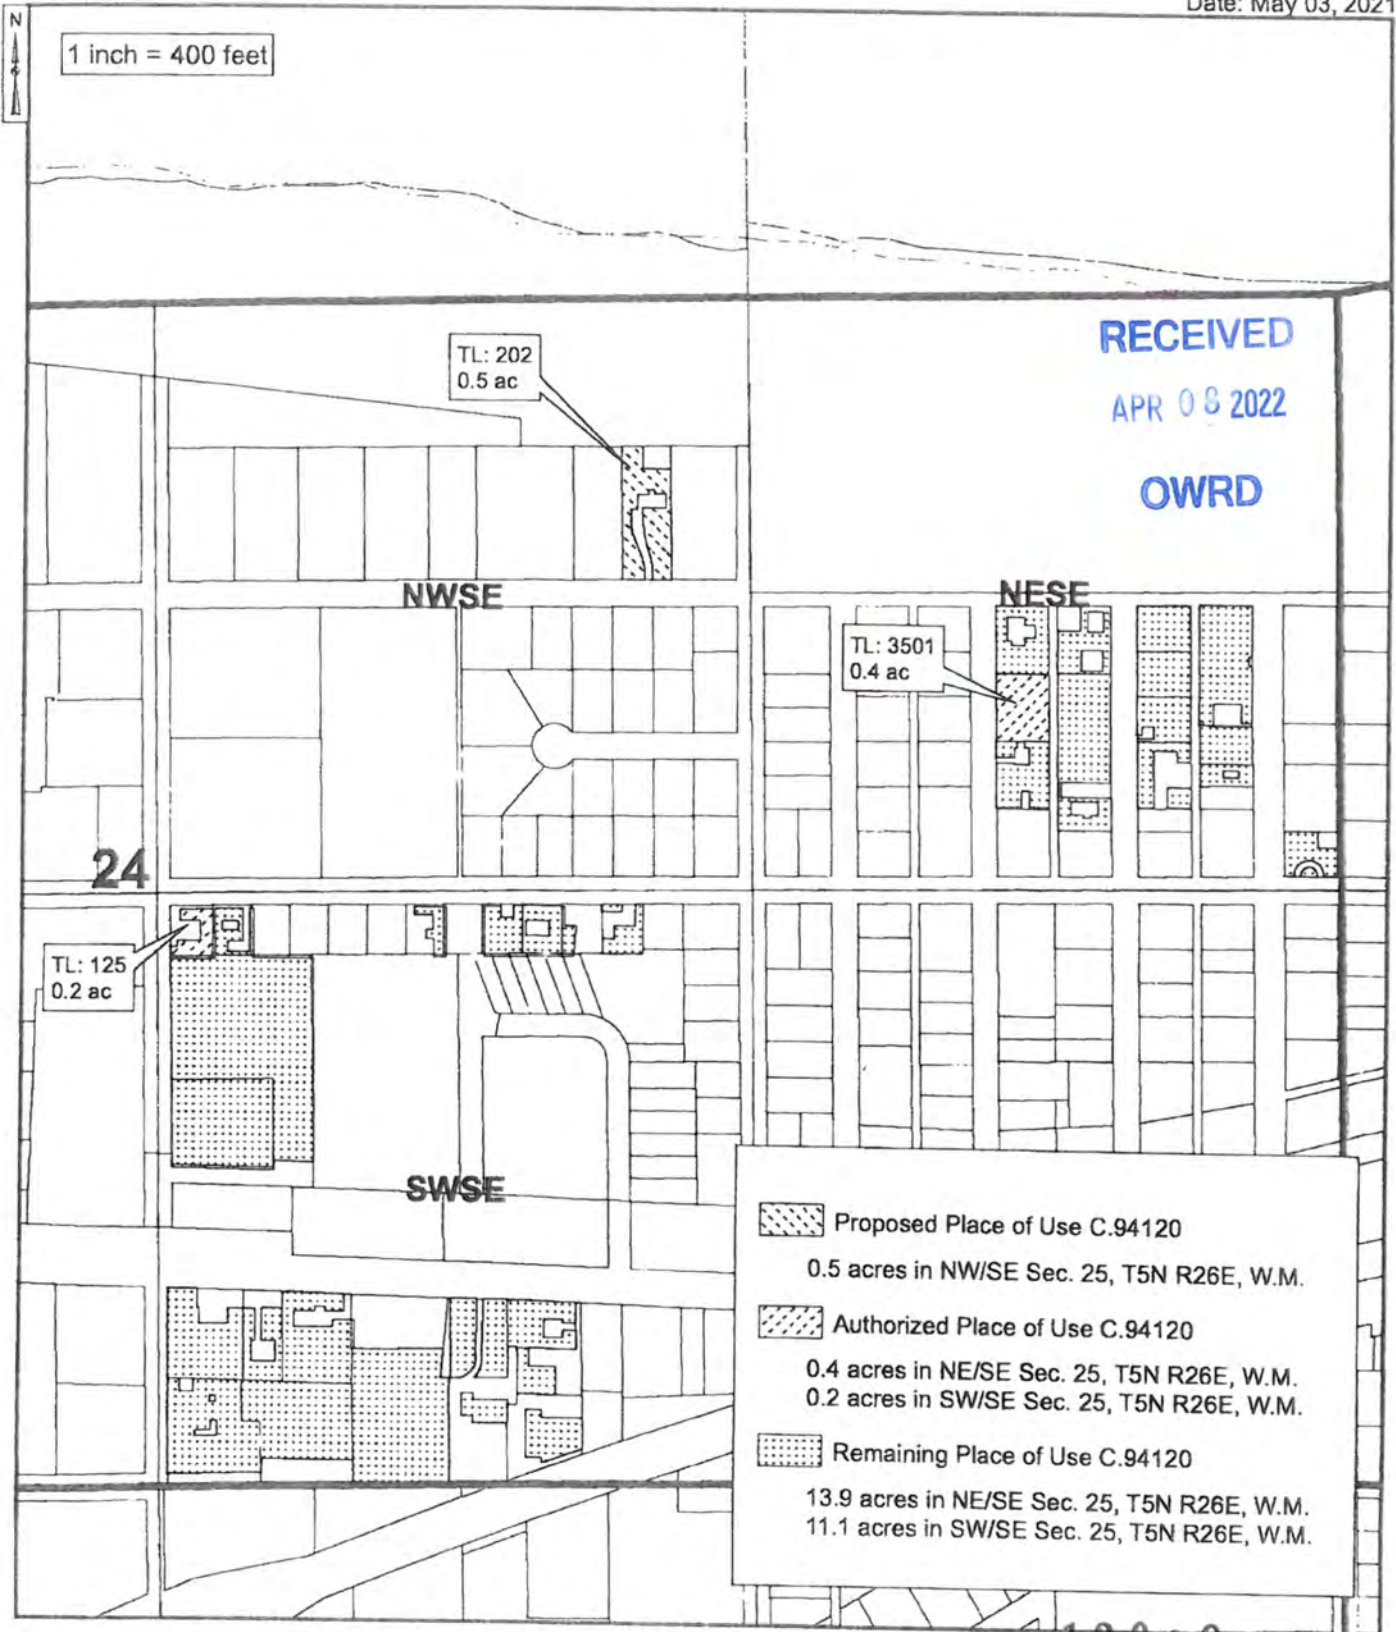 Date: May 03, 2021
N
1 inch = 400 feet
RECEIVED
APR 08 2022
OWRD
TL: 202
0.5 ac
NWSE
NESE
TL: 3501
0.4 ac
24
TL: 125
0.2 ac
SWSE
Proposed Place of Use C.94120
0.5 acres in NW/SE Sec. 25, T5N R26E, W.M.
Authorized Place of Use C.94120
0.4 acres in NE/SE Sec. 25, T5N R26E, W.M.
0.2 acres in SW/SE Sec. 25, T5N R26E, W.M.
Remaining Place of Use C.94120
13.9 acres in NE/SE Sec. 25, T5N R26E, W.M.
11.1 acres in SW/SE Sec. 25, T5N R26E, W.M.